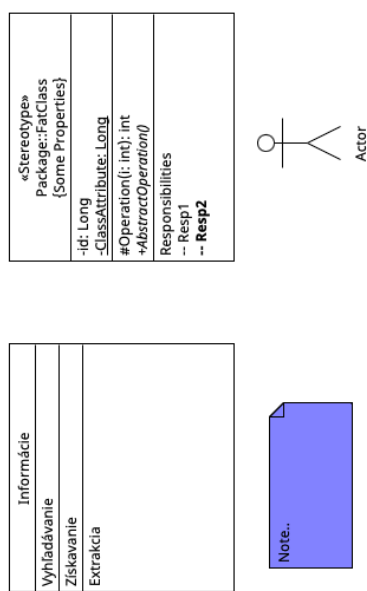 Informácie
Vyhľadávanie
Získavanie
Extrakcia
«Stereotype»
Package::FatClass
{Some Properties}
-id: Long
-ClassAttribute: Long
#Operation(i: int): int
+AbstractOperation()
Responsibilities
-- Resp1
-- Resp2
Note..
Actor